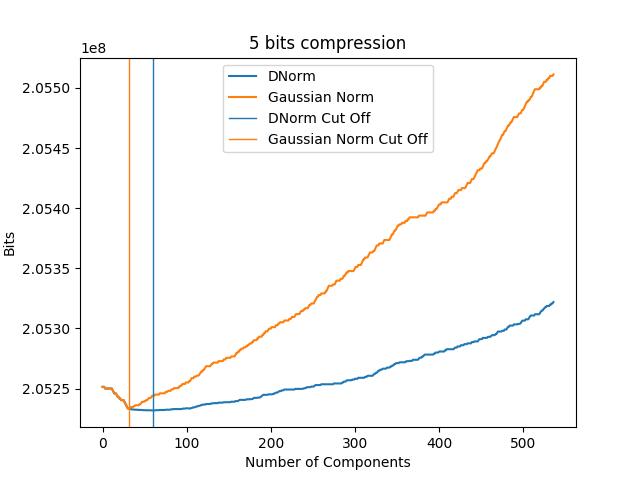 5 bits compression
1e8
DNorm
Gaussian Norm
DNorm Cut Off
Gaussian Norm Cut Off
2.0550
2.0545
2.0540
2.0535
2.0530
2.0525
Bits
0 100 200 300 400 500
Number of Components